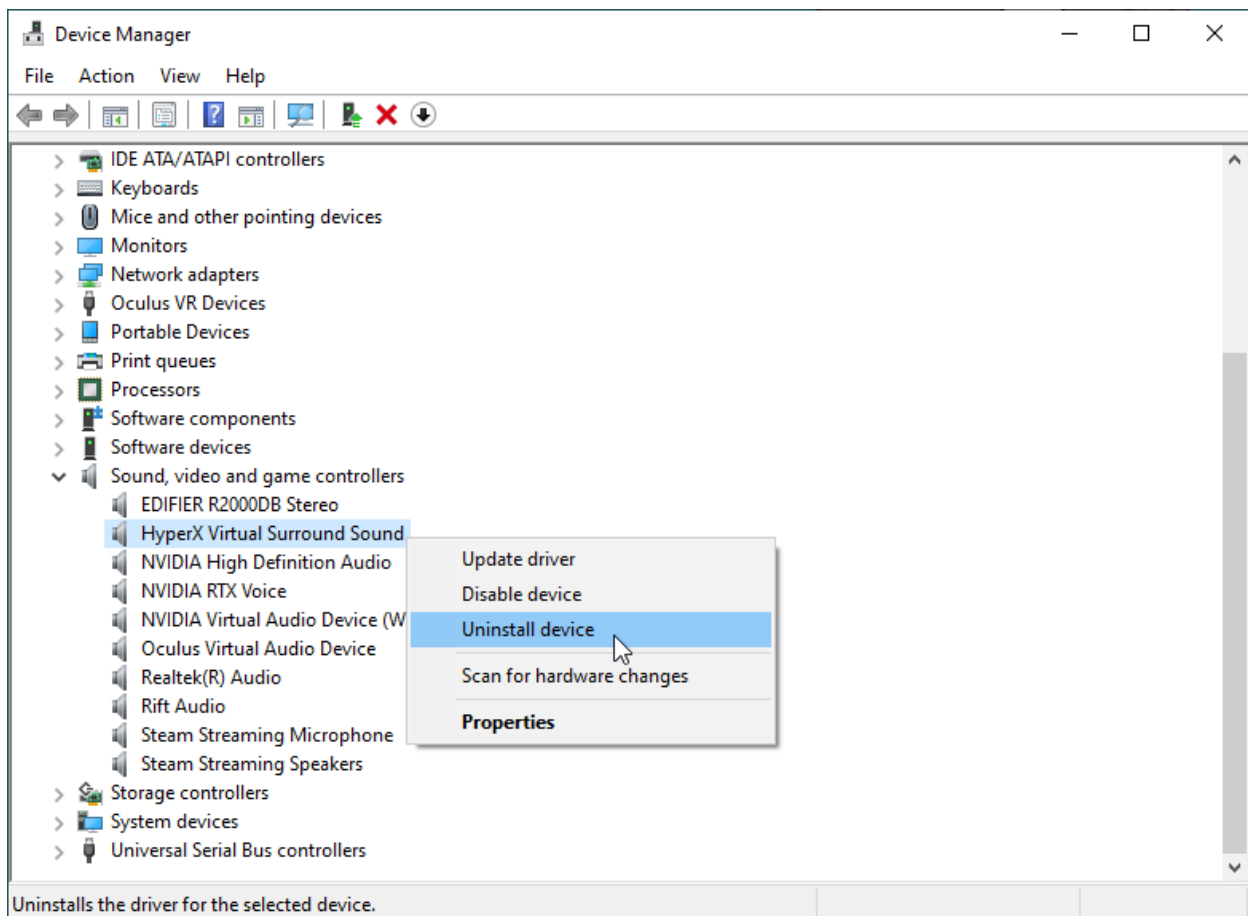 Device Manager
File Action View Help
IDE ATA/ATAPI controllers
Keyboards
Mice and other pointing devices
Monitors
Network adapters
Oculus VR Devices
Portable Devices
Print queues
Processors
Software components
Software devices
Sound, video and game controllers
EDIFIER R2000DB Stereo
HyperX Virtual Surround Sound
NVIDIA High Definition Audio
NVIDIA RTX Voice
NVIDIA Virtual Audio Device (W
Oculus Virtual Audio Device
Realtek(R) Audio
Rift Audio
Steam Streaming Microphone
Steam Streaming Speakers
Storage controllers
System devices
Universal Serial Bus controllers
Update driver
Disable device
Uninstall device
Scan for hardware changes
Properties
Uninstalls the driver for the selected device.